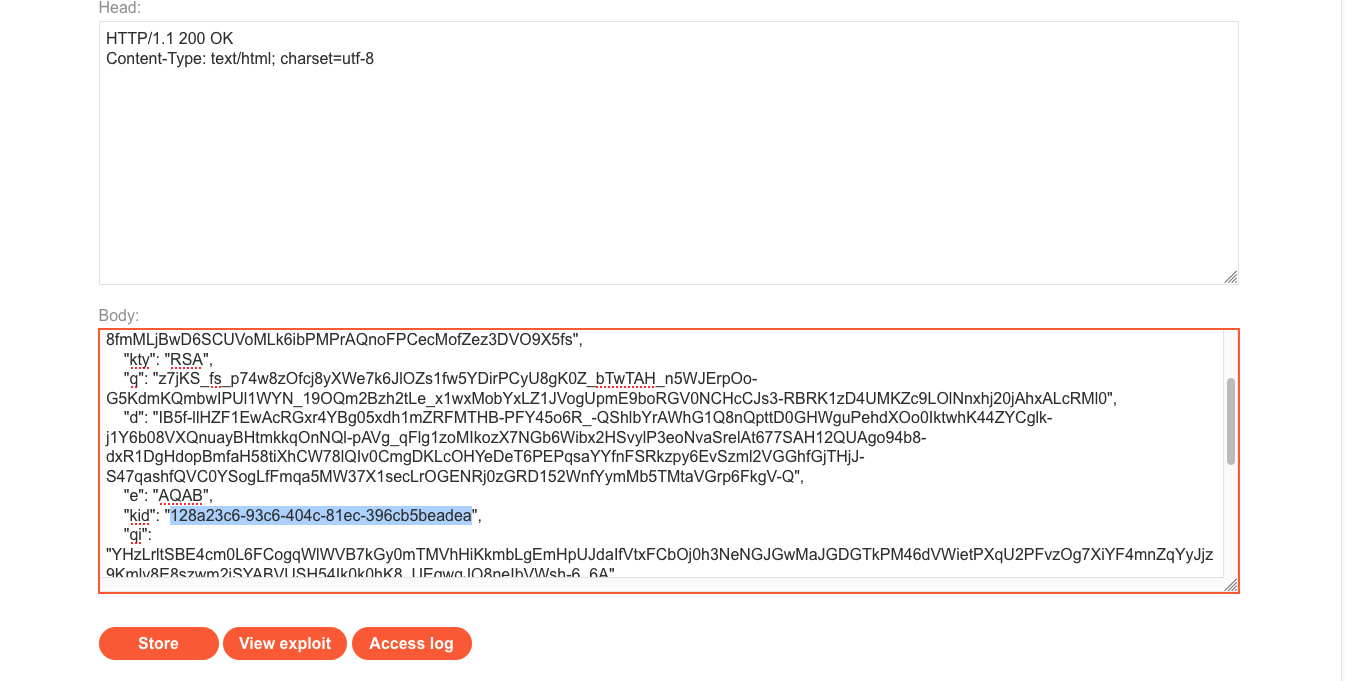 Head:
HTTP/1.1 200 OK
Content-Type: text/html; charset=utf-8
Body:
8fmMLjBwD6SCUVoMLk6ibPMPrAQnoFPCecMofZez3DVO9X5fs",
"kty": "RSA",
"q": "z7jKS_fs_p74w8zOfcj8yXWe7k6JlOZs1fw5YDirPCyU8gK0Z_bTwTAH_n5WJErpOo-
G5KdmKQmbwIPUl1WYN_19OQm2Bzh2tLe_x1wxMobYxLZ1JVogUpmE9boRGV0NCHcCJs3-RBRK1zD4UMKZc9LOlNnxhj20jAhxALcRMl0",
"d": "IB5f-lIHZF1EwAcRGxr4YBg05xdh1mZRFMTHB-PFY45o6R_-QShlbYrAWhG1Q8nQpttD0GHWguPehdXOo0IktwhK44ZYCglk-
j1Y6b08VXQnuayBHtmkkqOnNQl-pAVg_qFlg1zoMIkozX7NGb6Wibx2HSvylP3eoNvaSrelAt677SAH12QUAgo94b8-
dxR1DgHdopBmfaH58tiXhCW78lQIv0CmgDKLcOHYeDeT6PEPqsaYYfnFSRkzpy6EvSzml2VGGhfGjTHjJ-
S47qashfQVC0YSogLfFmqa5MW37X1secLrOGENRj0zGRD152WnfYymMb5TMtaVGrp6FkgV-Q",
"e": "AQAB",
"kid": "128a23c6-93c6-404c-81ec-396cb5beadea",
"qi":
"YHzLrltSBE4cm0L6FCogqWlWVB7kGy0mTMVhHiKkmbLgEmHpUJdaIfVtxFCbOj0h3NeNGJGwMaJGDGTkPM46dVWietPXqU2PFvzOg7XiYF4mnZqYyJjz
Store
View exploit
Access log